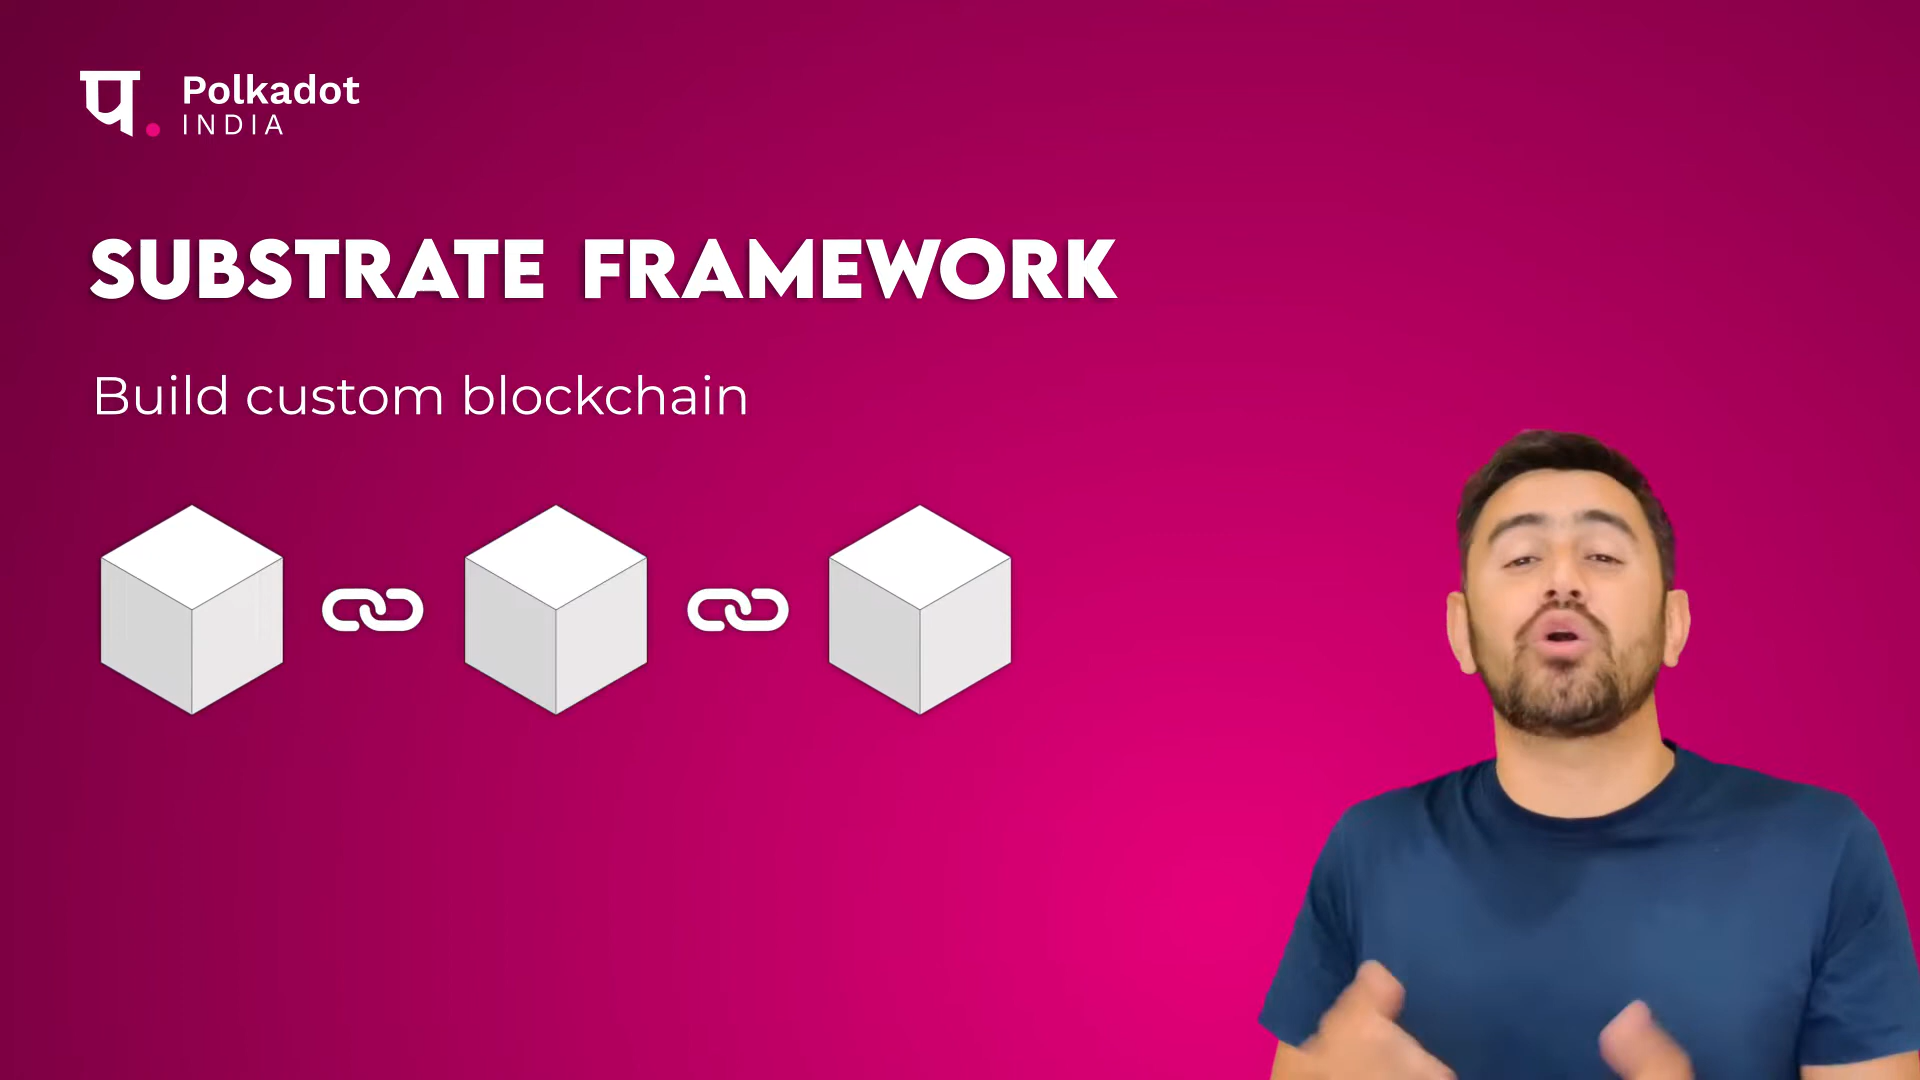 प.
Polkadot
INDIA
SUBSTRATE FRAMEWORK
Build custom blockchain